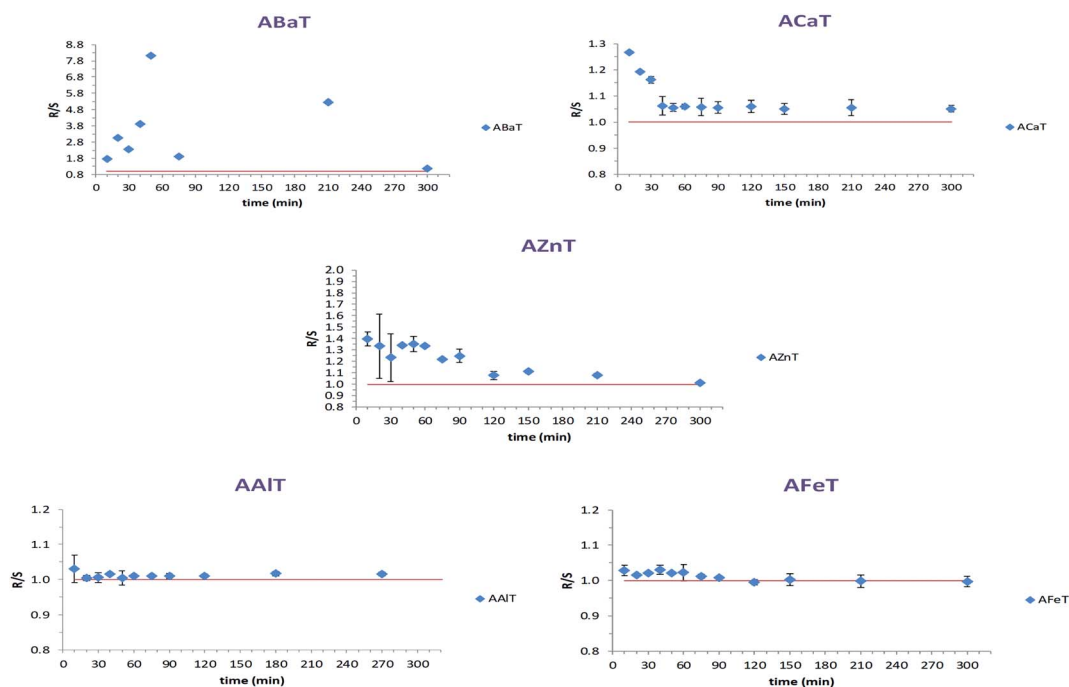 ABaT
8.8
7.8
6.8
5.8
4.8
3.8
2.8
1.8
0.8
R/S
0 30 60 90 120 150 180 210 240 270 300
time (min)
ABaT
ACaT
1.3
1.2
1.1
1.0
0.9
0.8
R/S
0 30 60 90 120 150 180 210 240 270 300
time (min)
ACaT
AZnT
2.0
1.9
1.8
1.7
1.6
1.5
1.4
1.3
1.2
1.1
1.0
0.9
0.8
R/S
0 30 60 90 120 150 180 210 240 270 300
time (min)
AZnT
AAlT
1.2
1.1
1.0
0.9
0.8
R/S
0 30 60 90 120 150 180 210 240 270 300
time (min)
AAlT
AFeT
1.2
1.1
1.0
0.9
0.8
R/S
0 30 60 90 120 150 180 210 240 270 300
time (min)
AFeT